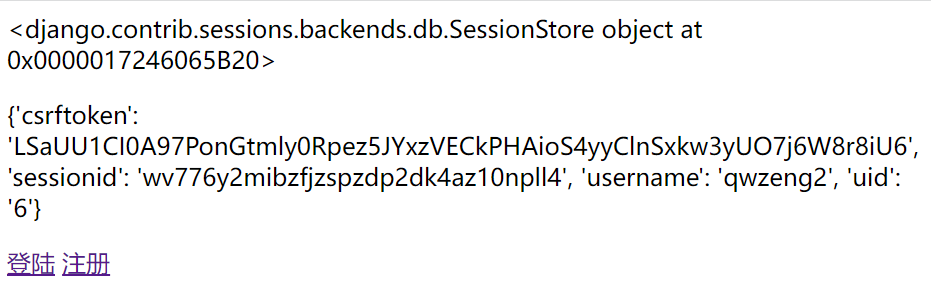 <django.contrib.sessions.backends.db.SessionStore object at
0x0000017246065B20>
{'csrftoken':
'LSaUU1CI0A97PonGtmly0Rpez5JYxzVECkPHAioS4yyClnSxkw3yUO7j6W8r8iU6',
'sessionid': 'wv776y2mibzfjzspzdp2dk4az10npll4', 'username': 'qwzeng2', 'uid':
'6'}
登陆 注册